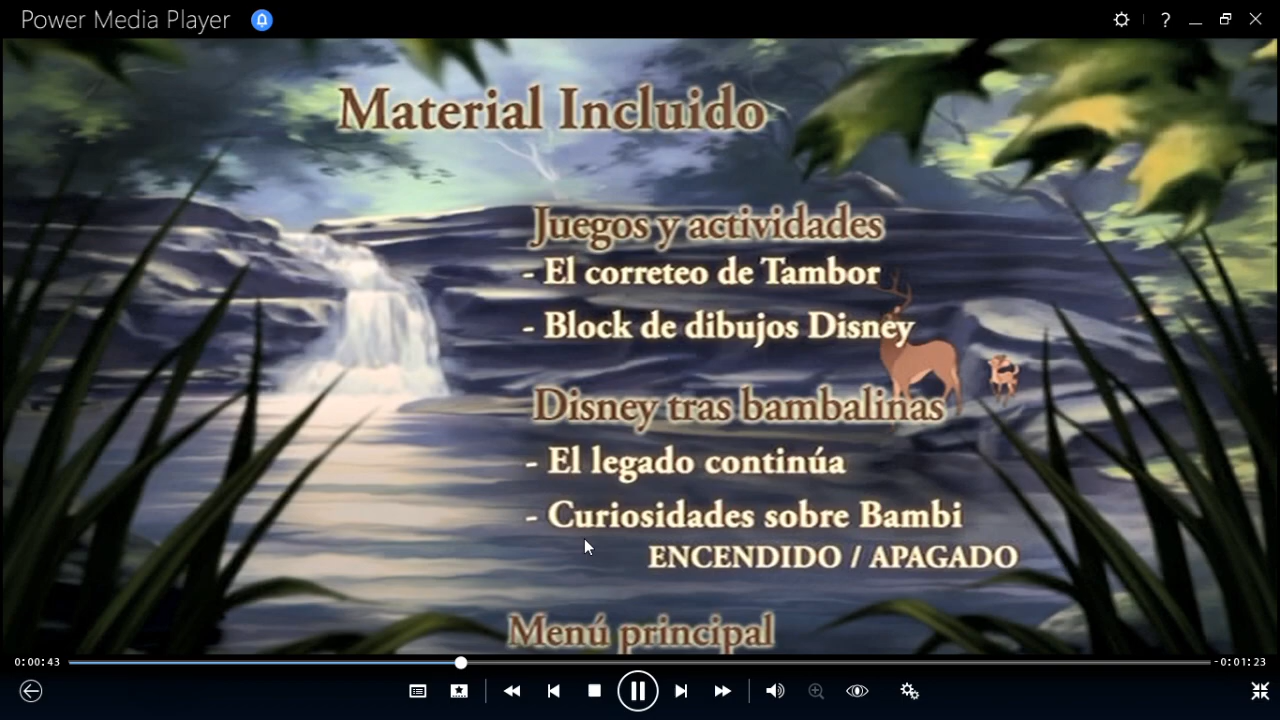 Power Media Player
?
Material Incluido
Juegos y actividades
- El correteo de Tambor
- Block de dibujos Disney
Disney tras bambalinas
- El legado continúa
- Curiosidades sobre Bambi
ENCENDIDO / APAGADO
Menú principal
0:00:43
-0:01:23